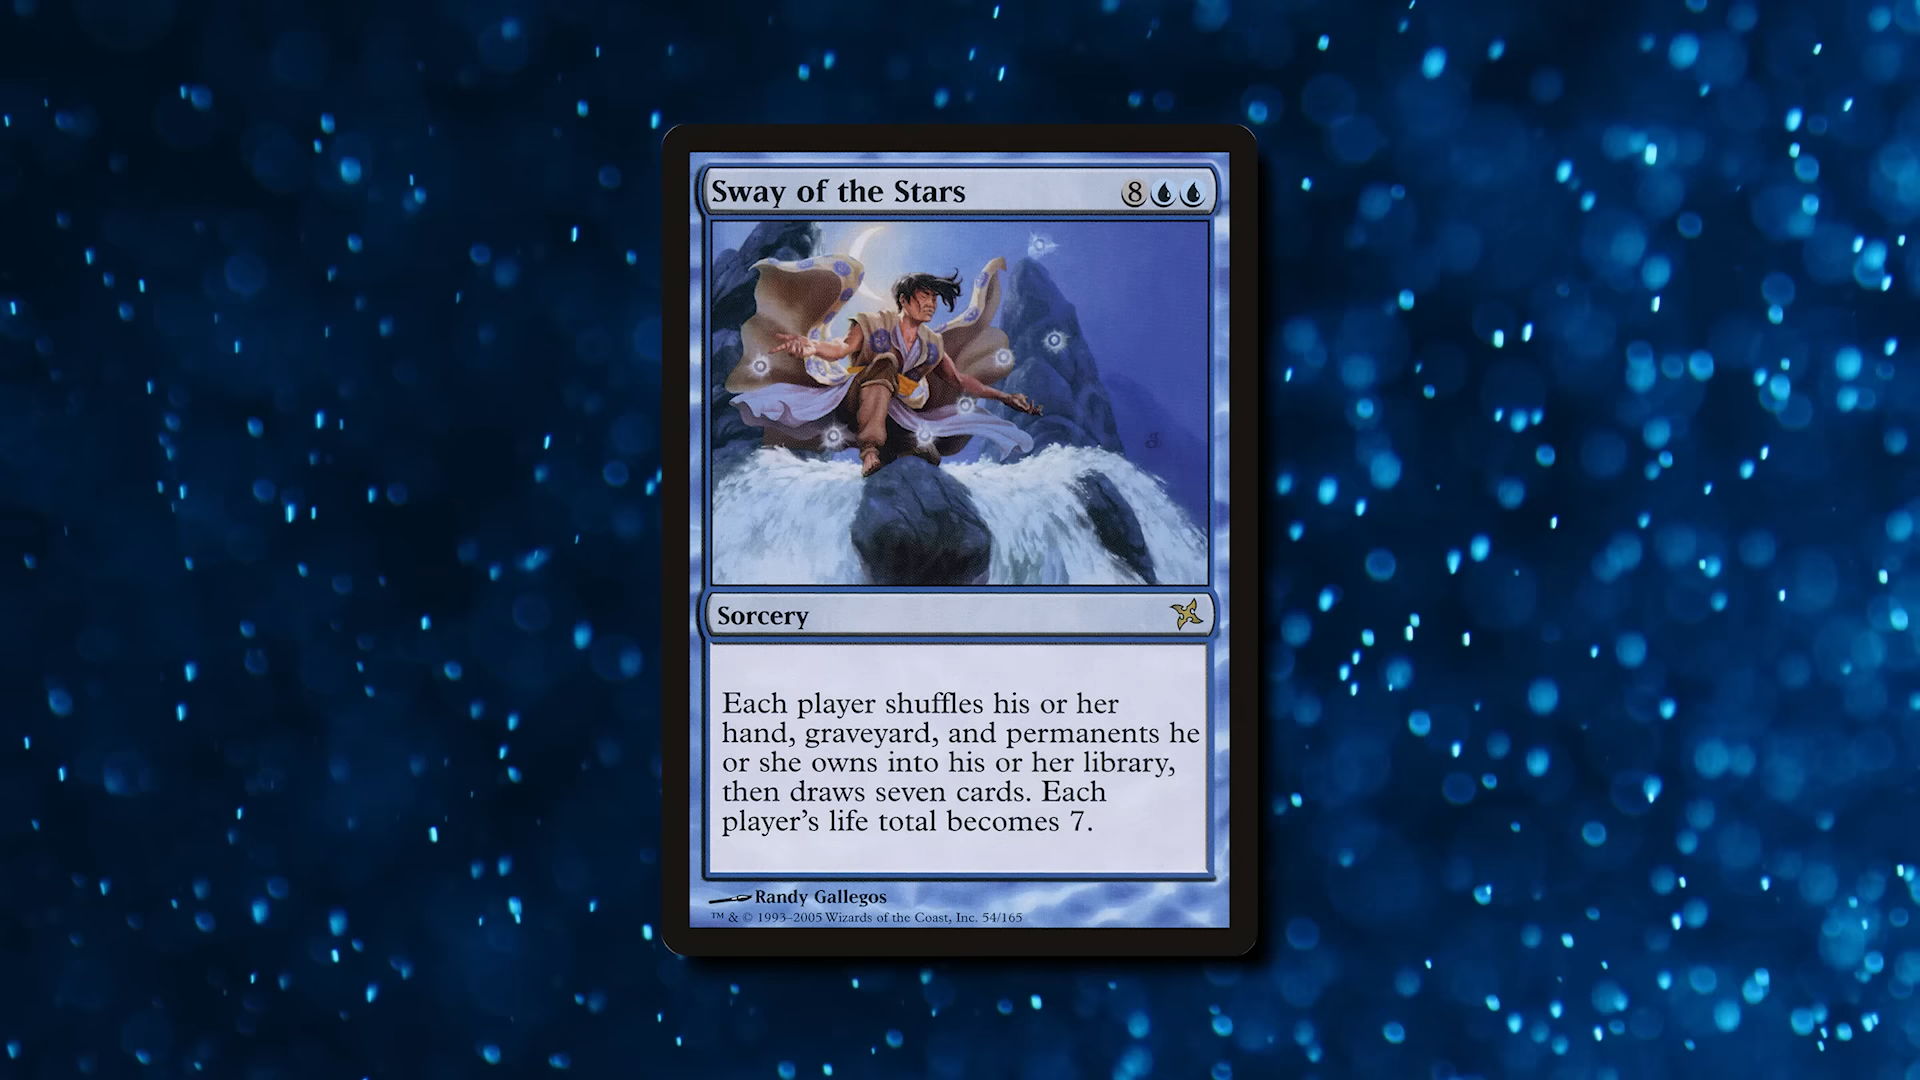 Sway of the Stars 8
Sorcery
Each player shuffles his or her
hand, graveyard, and permanents he
or she owns into his or her library,
then draws seven cards. Each
player's life total becomes 7.
Randy Gallegos
™ & © 1993–2005 Wizards of the Coast, Inc. 54/165